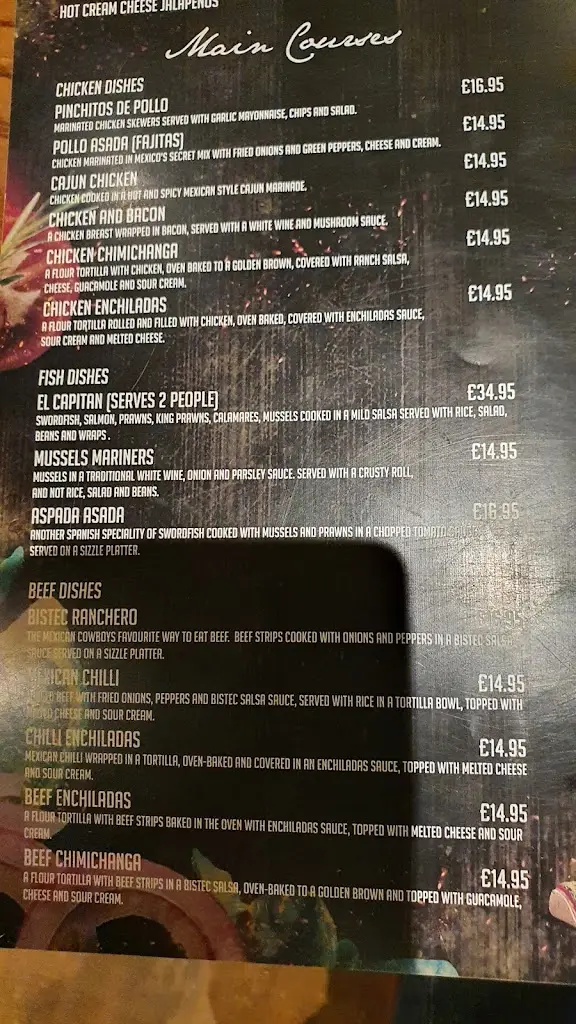 HOT CREAM CHEESE JALAPENOS
Main Courses
CHICKEN DISHES
PINCHITOS DE POLLO £16.95
MARINATED CHICKEN SKEWERS SERVED WITH GARLIC MAYONNAISE, CHIPS AND SALAD.
POLLO ASADA (FAJITAS) £14.95
CHICKEN MARINATED IN MEXICO'S SECRET MIX WITH FRIED ONIONS AND GREEN PEPPERS, CHEESE AND CREAM.
CAJUN CHICKEN £14.95
CHICKEN COOKED IN A HOT AND SPICY MEXICAN STYLE CAJUN MARINADE.
CHICKEN AND BACON £14.95
A CHICKEN BREAST WRAPPED IN BACON, SERVED WITH A WHITE WINE AND MUSHROOM SAUCE.
CHICKEN CHIMICHANGA £14.95
A FLOUR TORTILLA WITH CHICKEN, OVEN BAKED TO A GOLDEN BROWN, COVERED WITH RANCH SALSA,
CHEESE, GUACAMOLE AND SOUR CREAM.
CHICKEN ENCHILADAS £14.95
A FLOUR TORTILLA ROLLED AND FILLED WITH CHICKEN, OVEN BAKED, COVERED WITH ENCHILADAS SAUCE,
SOUR CREAM AND MELTED CHEESE.
FISH DISHES
EL CAPITAN (SERVES 2 PEOPLE) £34.95
SWORDFISH, SALMON, PRAWNS, KING PRAWNS, CALAMARES, MUSSELS COOKED IN A MILD SALSA SERVED WITH RICE, SALAD,
BEANS AND WRAPS .
MUSSELS MARINERS £14.95
MUSSELS IN A TRADITIONAL WHITE WINE, ONION AND PARSLEY SAUCE. SERVED WITH A CRUSTY ROLL,
AND NOT RICE, SALAD AND BEANS.
ASPADA ASADA £16.95
ANOTHER SPANISH SPECIALITY OF SWORDFISH COOKED WITH MUSSELS AND PRAWNS IN A CHOPPED TOMATO
SERVED ON A SIZZLE PLATTER.
BEEF DISHES
BISTEC RANCHERO
THE MEXICAN COWBOYS FAVOURITE WAY TO EAT BEEF. BEEF STRIPS COOKED WITH ONIONS AND PEPPERS IN A BISTEC SALSA
SAUCE SERVED ON A SIZZLE PLATTER.
MEXICAN CHILLI £14.95
BEEF WITH FRIED ONIONS, PEPPERS AND BISTEC SALSA SAUCE, SERVED WITH RICE IN A TORTILLA BOWL, TOPPED WITH
CHEESE AND SOUR CREAM.
CHILLI ENCHILADAS £14.95
MEXICAN CHILLI WRAPPED IN A TORTILLA, OVEN-BAKED AND COVERED IN AN ENCHILADAS SAUCE, TOPPED WITH MELTED CHEESE
AND SOUR CREAM.
BEEF ENCHILADAS £14.95
A FLOUR TORTILLA WITH BEEF STRIPS BAKED IN THE OVEN WITH ENCHILADAS SAUCE, TOPPED WITH MELTED CHEESE AND SOUR
CREAM.
BEEF CHIMICHANGA £14.95
A FLOUR TORTILLA WITH BEEF STRIPS IN A BISTEC SALSA, OVEN-BAKED TO A GOLDEN BROWN AND TOPPED WITH GUACAMOLE,
CHEESE AND SOUR CREAM.